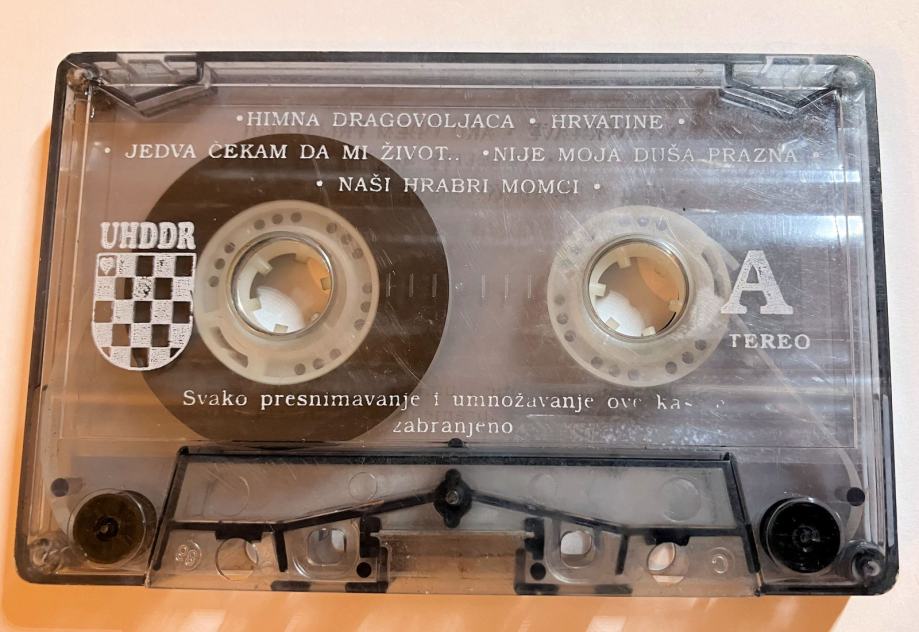 •HIMNA DRAGOVOLJACA • HRVATINE •
• JEDVA ČEKAM DA MI ŽIVOT.. •NIJE MOJA DUŠA PRAZNA •
• NAŠI HRABRI MOMCI •
UHDDR
A
TEREO
Svako presnimavanje i umnožavanje ove
zabranjeno